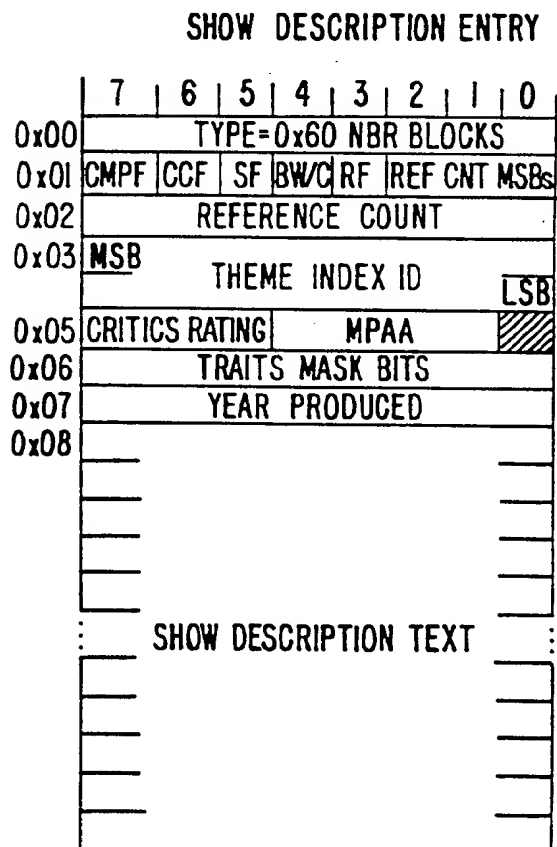 SHOW DESCRIPTION ENTRY
7 6 5 4 3 2 1 0
0x00 TYPE=0x60 NBR BLOCKS
0x01 CMPF CCF SF BW/C RF REF CNT MSBs
0x02 REFERENCE COUNT
0x03 MSB THEME INDEX ID LSB
0x05 CRITICS RATING MPAA
0x06 TRAITS MASK BITS
0x07 YEAR PRODUCED
0x08
SHOW DESCRIPTION TEXT